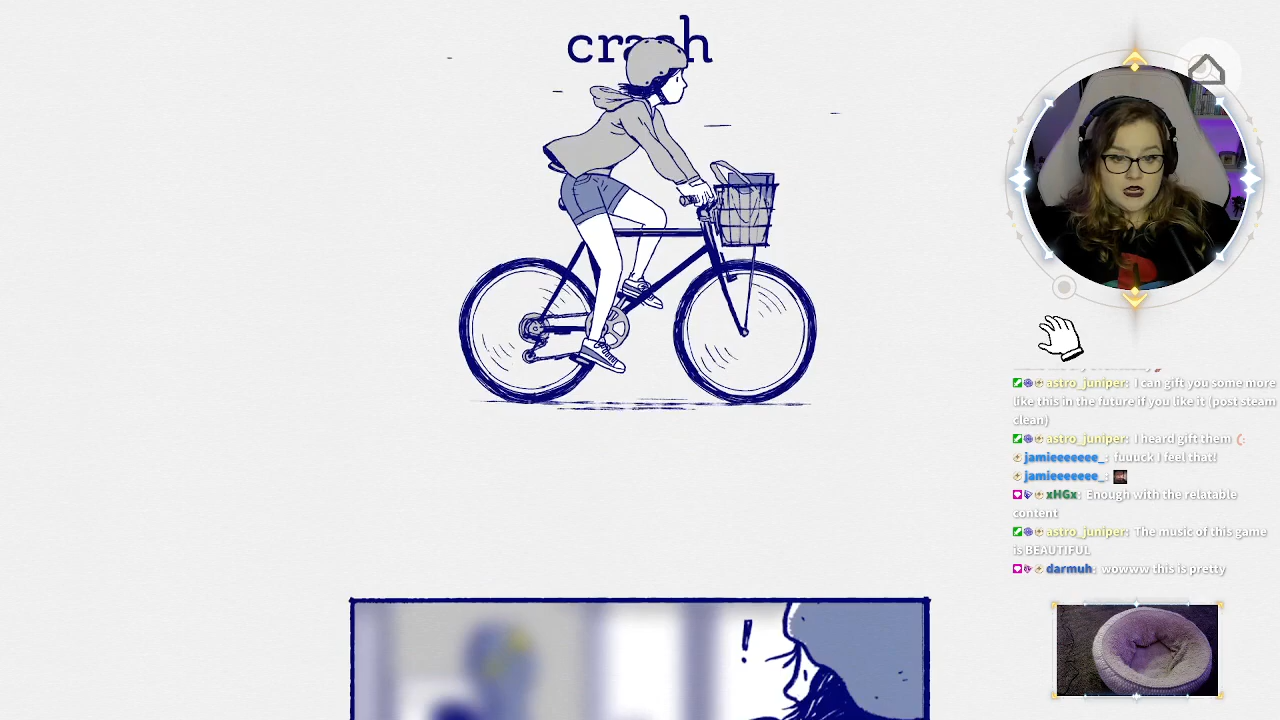 crash
!
astro_juniper: I can gift you some more
like this in the future if you like it (post steam
clean)
astro_juniper: I heard gift them (:
jamieeeeeee_: fuuuck I feel that!
jamieeeeeee_:
xHGx: Enough with the relatable
content
astro_juniper: The music of this game
is BEAUTIFUL
darmuh: wowww this is pretty